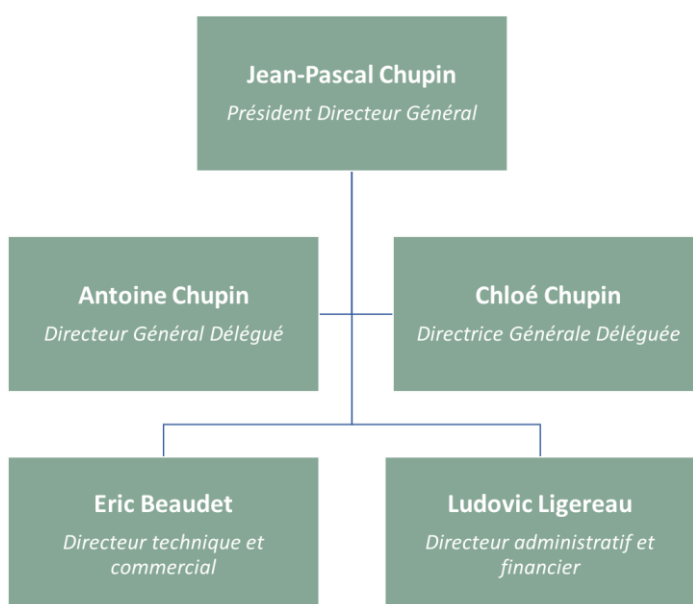 Jean-Pascal Chupin
Président Directeur Général
Antoine Chupin
Directeur Général Délégué
Chloé Chupin
Directrice Générale Déléguée
Eric Beaudet
Directeur technique et
commercial
Ludovic Ligereau
Directeur administratif et
financier